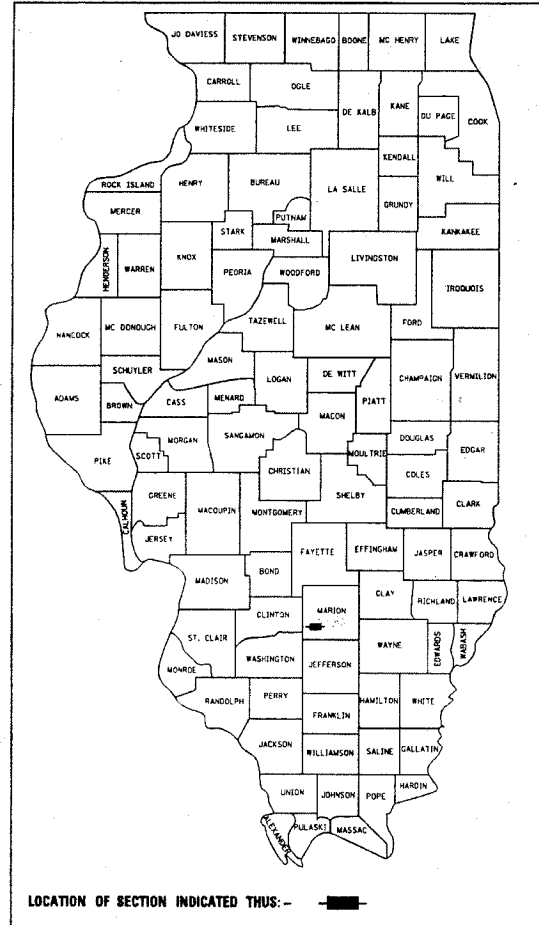 JO DAVIESS STEVENSON WINNEBAGO BOONE MC HENRY LAKE
CARROLL OGLE DE KALB KANE DU PAGE COOK
WHITESIDE LEE KENDALL WILL
ROCK ISLAND HENRY BUREAU LA SALLE GRUNDY
MERCER PUTNAM KANKAKEE
HENDERSON WARREN KNOX STARK MARSHALL LIVINGSTON
PEORIA WOODFORD IROQUOIS
HANCOCK MC DONOUGH FULTON TAZEWELL MC LEAN FORD
MASON
SCHUYLER LOGAN DE WITT CHAMPAIGN VERMILION
ADAMS BROWN CASS MENARD MACON PIATT
MORGAN SANGAMON MOULTRIE DOUGLAS EDGAR
PIKE SCOTT CHRISTIAN COLES
GREENE MACOUPIN MONTGOMERY SHELBY CUMBERLAND CLARK
CALHOUN JERSEY FAYETTE EFFINGHAM JASPER CRAWFORD
MADISON BOND CLAY RICHLAND LAWRENCE
CLINTON MARION
ST. CLAIR WAYNE EDWARDS WABASH
MONROE WASHINGTON JEFFERSON
RANDOLPH PERRY HAMILTON WHITE
FRANKLIN
JACKSON WILLIAMSON SALINE GALLATIN
UNION JOHNSON POPE HARDIN
ALEXANDER PULASKI MASSAC
LOCATION OF SECTION INDICATED THUS: -